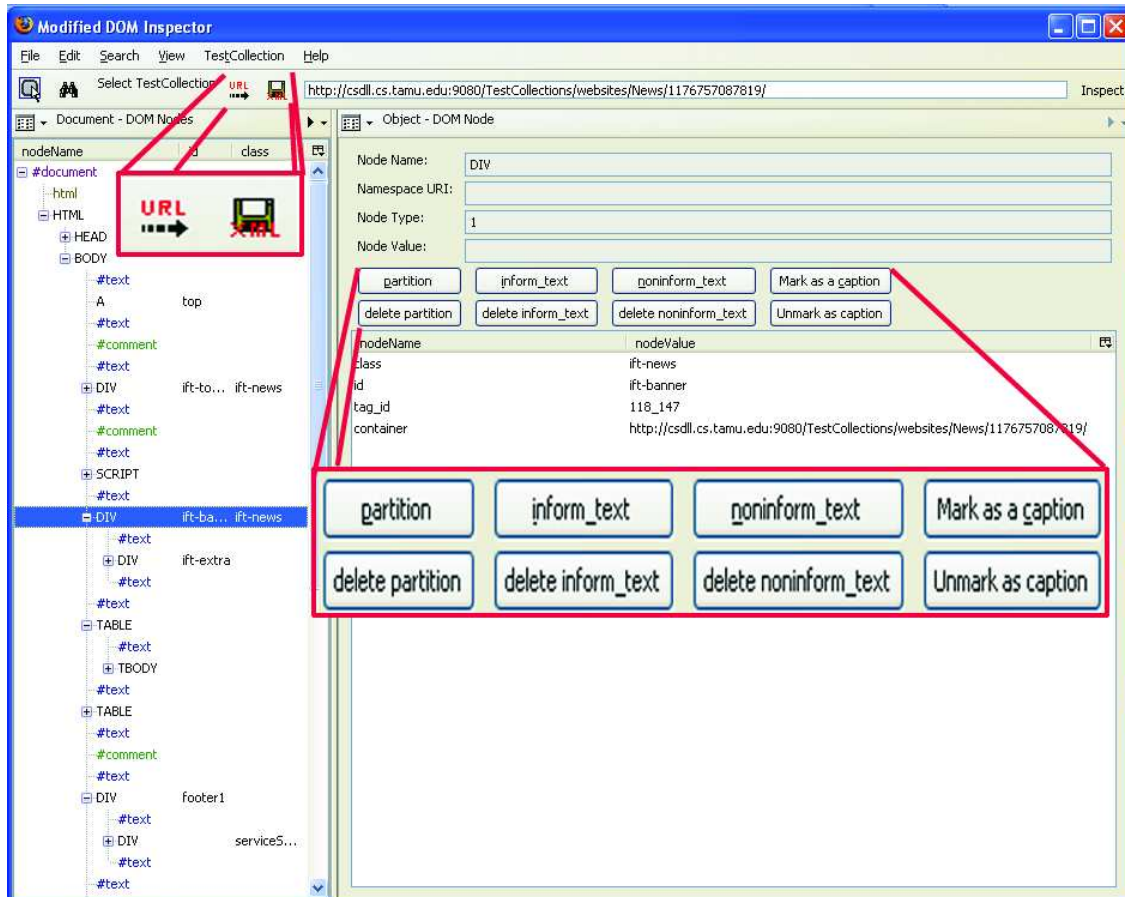 Modified DOM Inspector
File Edit Search View TestCollection Help
Select TestCollection URL XML http://csdll.cs.tamu.edu:9080/TestCollections/websites/News/1176757087819/ Inspect
Document - DOM Nodes
nodeName id class
#document
html
HTML
HEAD
BODY
#text
A top
#text
#comment
#text
DIV ift-to... ift-news
#text
#comment
#text
SCRIPT
#text
DIV ift-ba... ift-news
#text
DIV ift-extra
#text
#text
TABLE
#text
TBODY
#text
TABLE
#text
#comment
#text
DIV footer1
#text
DIV serviceS...
#text
#text
URL XML
Object - DOM Node
Node Name: DIV
Namespace URI:
Node Type: 1
Node Value:
partition inform_text noninform_text Mark as a caption
delete partition delete inform_text delete noninform_text Unmark as caption
nodeName nodeValue
class ift-news
id ift-banner
tag_id 118_147
container http://csdll.cs.tamu.edu:9080/TestCollections/websites/News/1176757087819/
partition inform_text noninform_text Mark as a caption
delete partition delete inform_text delete noninform_text Unmark as caption